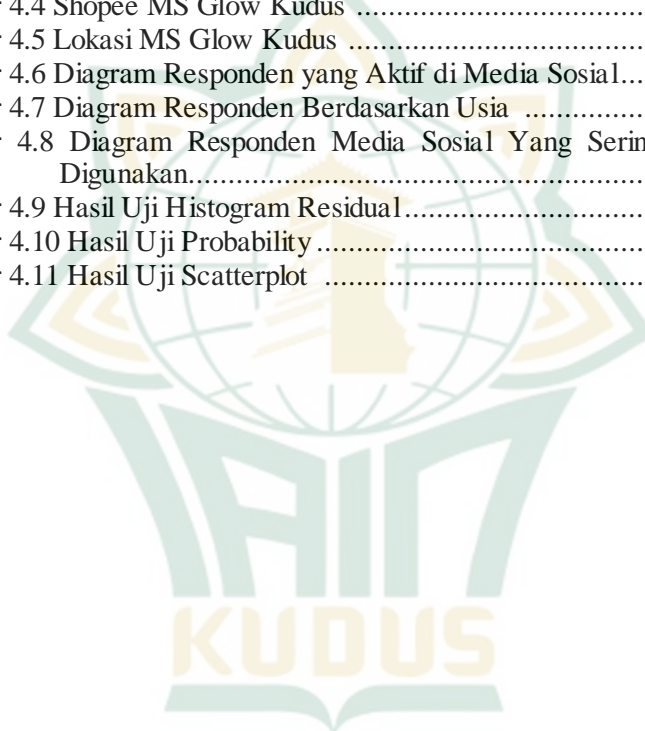 4.4 Shopee MS Glow Kudus ....................................
4.5 Lokasi MS Glow Kudus .....................................
4.6 Diagram Responden yang Aktif di Media Sosial....
4.7 Diagram Responden Berdasarkan Usia ...............
4.8 Diagram Responden Media Sosial Yang Serin
Digunakan.........................................................
4.9 Hasil Uji Histogram Residual..............................
4.10 Hasil Uji Probability .........................................
4.11 Hasil Uji Scatterplot ........................................
IAIN
KUDUS